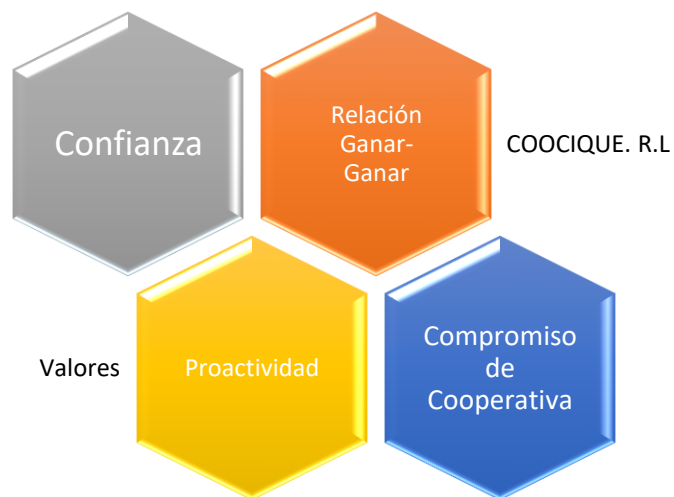 Confianza
Relación
Ganar-
Ganar
COOCIQUE. R.L
Valores
Proactividad
Compromiso
de
Cooperativa